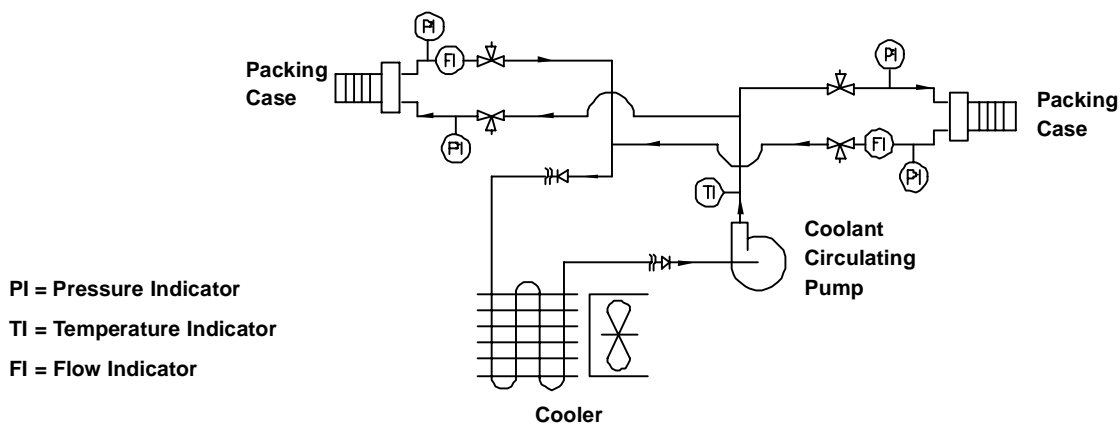 PI
FI
Packing
Case
PI
PI
Packing
Case
FI
PI
TI
Coolant
Circulating
Pump
PI = Pressure Indicator
TI = Temperature Indicator
FI = Flow Indicator
Cooler